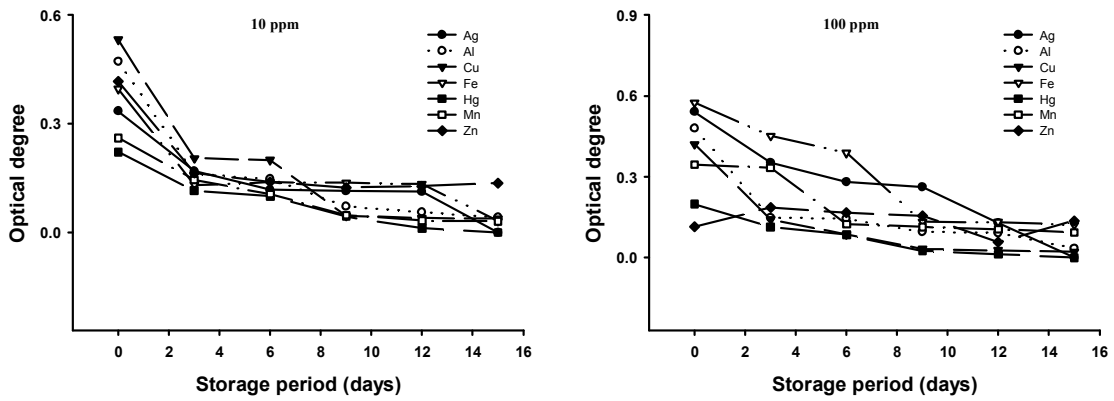 10 ppm
Ag
Al
Cu
Fe
Hg
Mn
Zn
Optical degree
0.6
0.3
0.0
0 2 4 6 8 10 12 14 16
Storage period (days)
100 ppm
Ag
Al
Cu
Fe
Hg
Mn
Zn
Optical degree
0.9
0.6
0.3
0.0
0 2 4 6 8 10 12 14 16
Storage period (days)